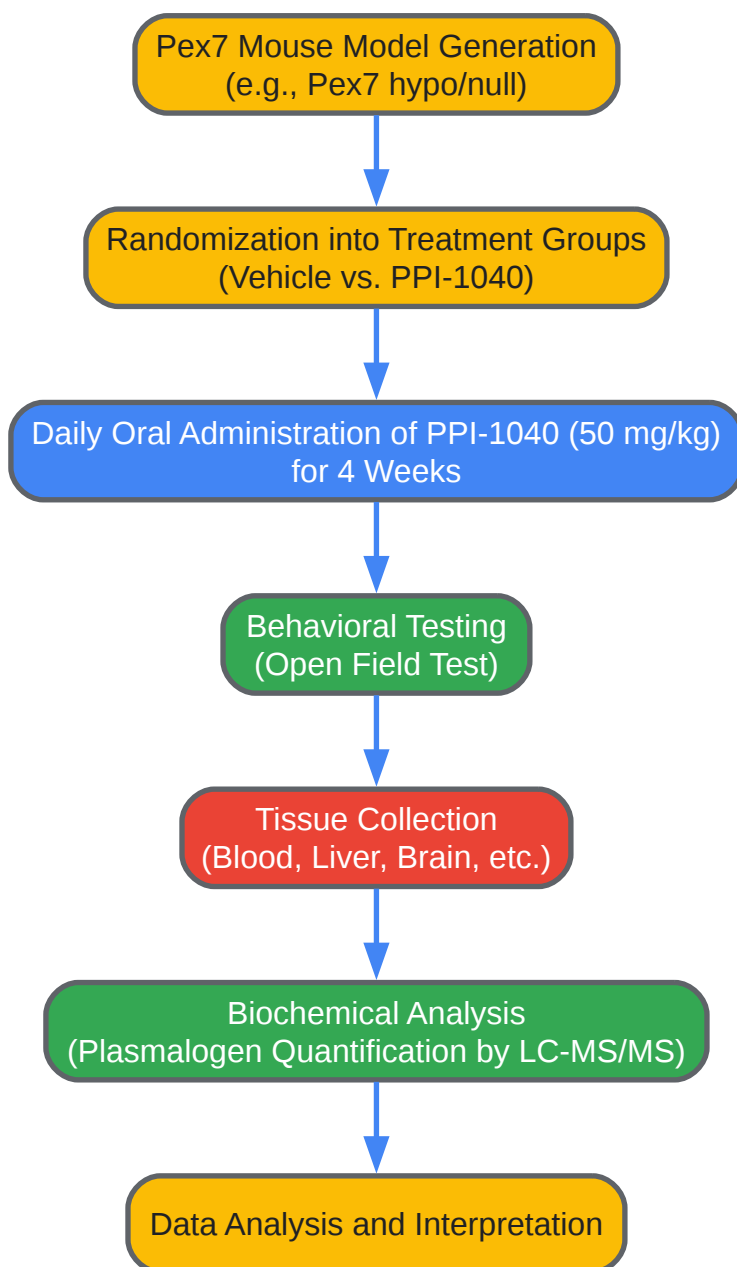 Pex7 Mouse Model Generation
(e.g., Pex7 hypo/null)
Randomization into Treatment Groups
(Vehicle vs. PPI-1040)
Daily Oral Administration of PPI-1040 (50 mg/kg)
for 4 Weeks
Behavioral Testing
(Open Field Test)
Tissue Collection
(Blood, Liver, Brain, etc.)
Biochemical Analysis
(Plasmalogen Quantification by LC-MS/MS)
Data Analysis and Interpretation